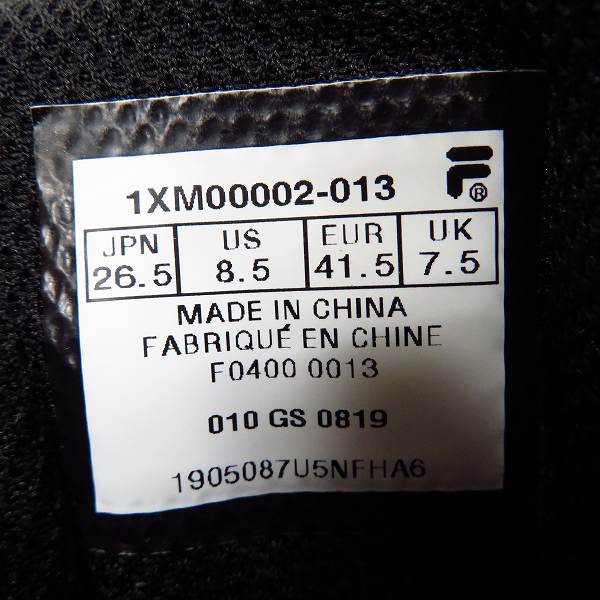 1XM00002-013
F®
JPN US EUR UK
26.5 8.5 41.5 7.5
MADE IN CHINA
FABRIQUÉ EN CHINE
F0400 0013
010 GS 0819
1905087U5NFHA6